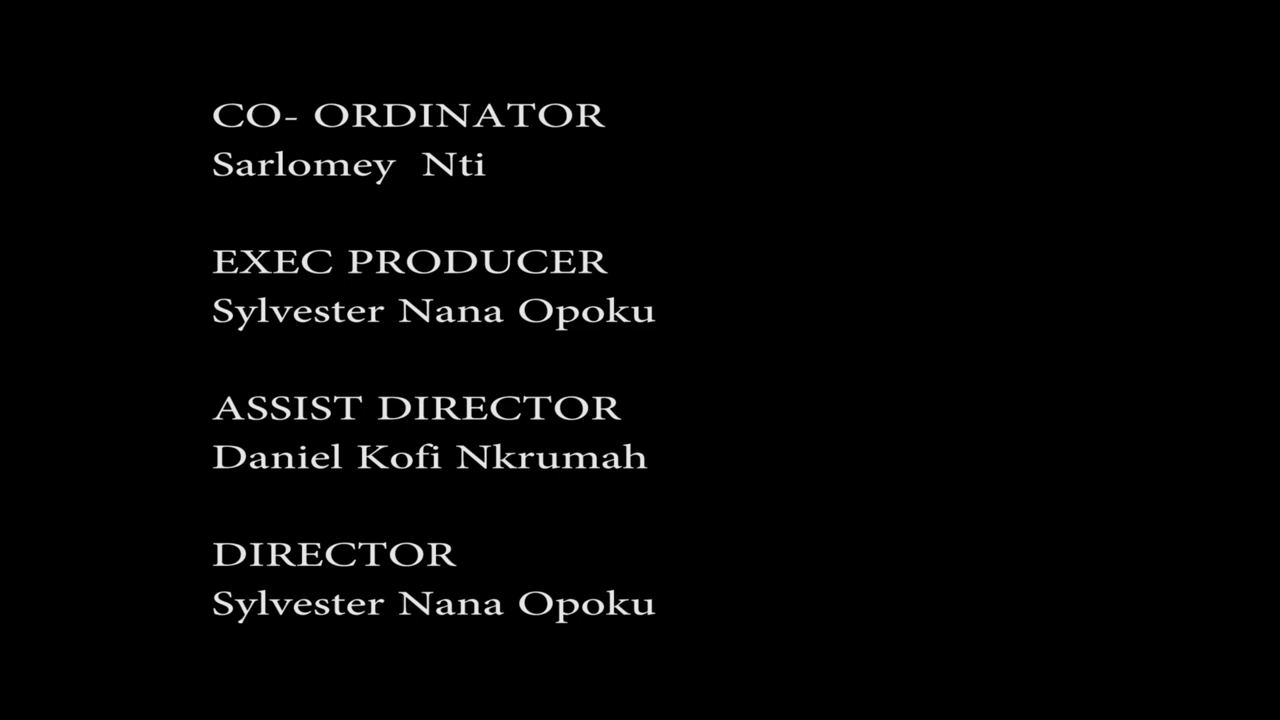 CO- ORDINATOR
Sarlomey  Nti
EXEC PRODUCER
Sylvester Nana Opoku
ASSIST DIRECTOR
Daniel Kofi Nkrumah
DIRECTOR
Sylvester Nana Opoku